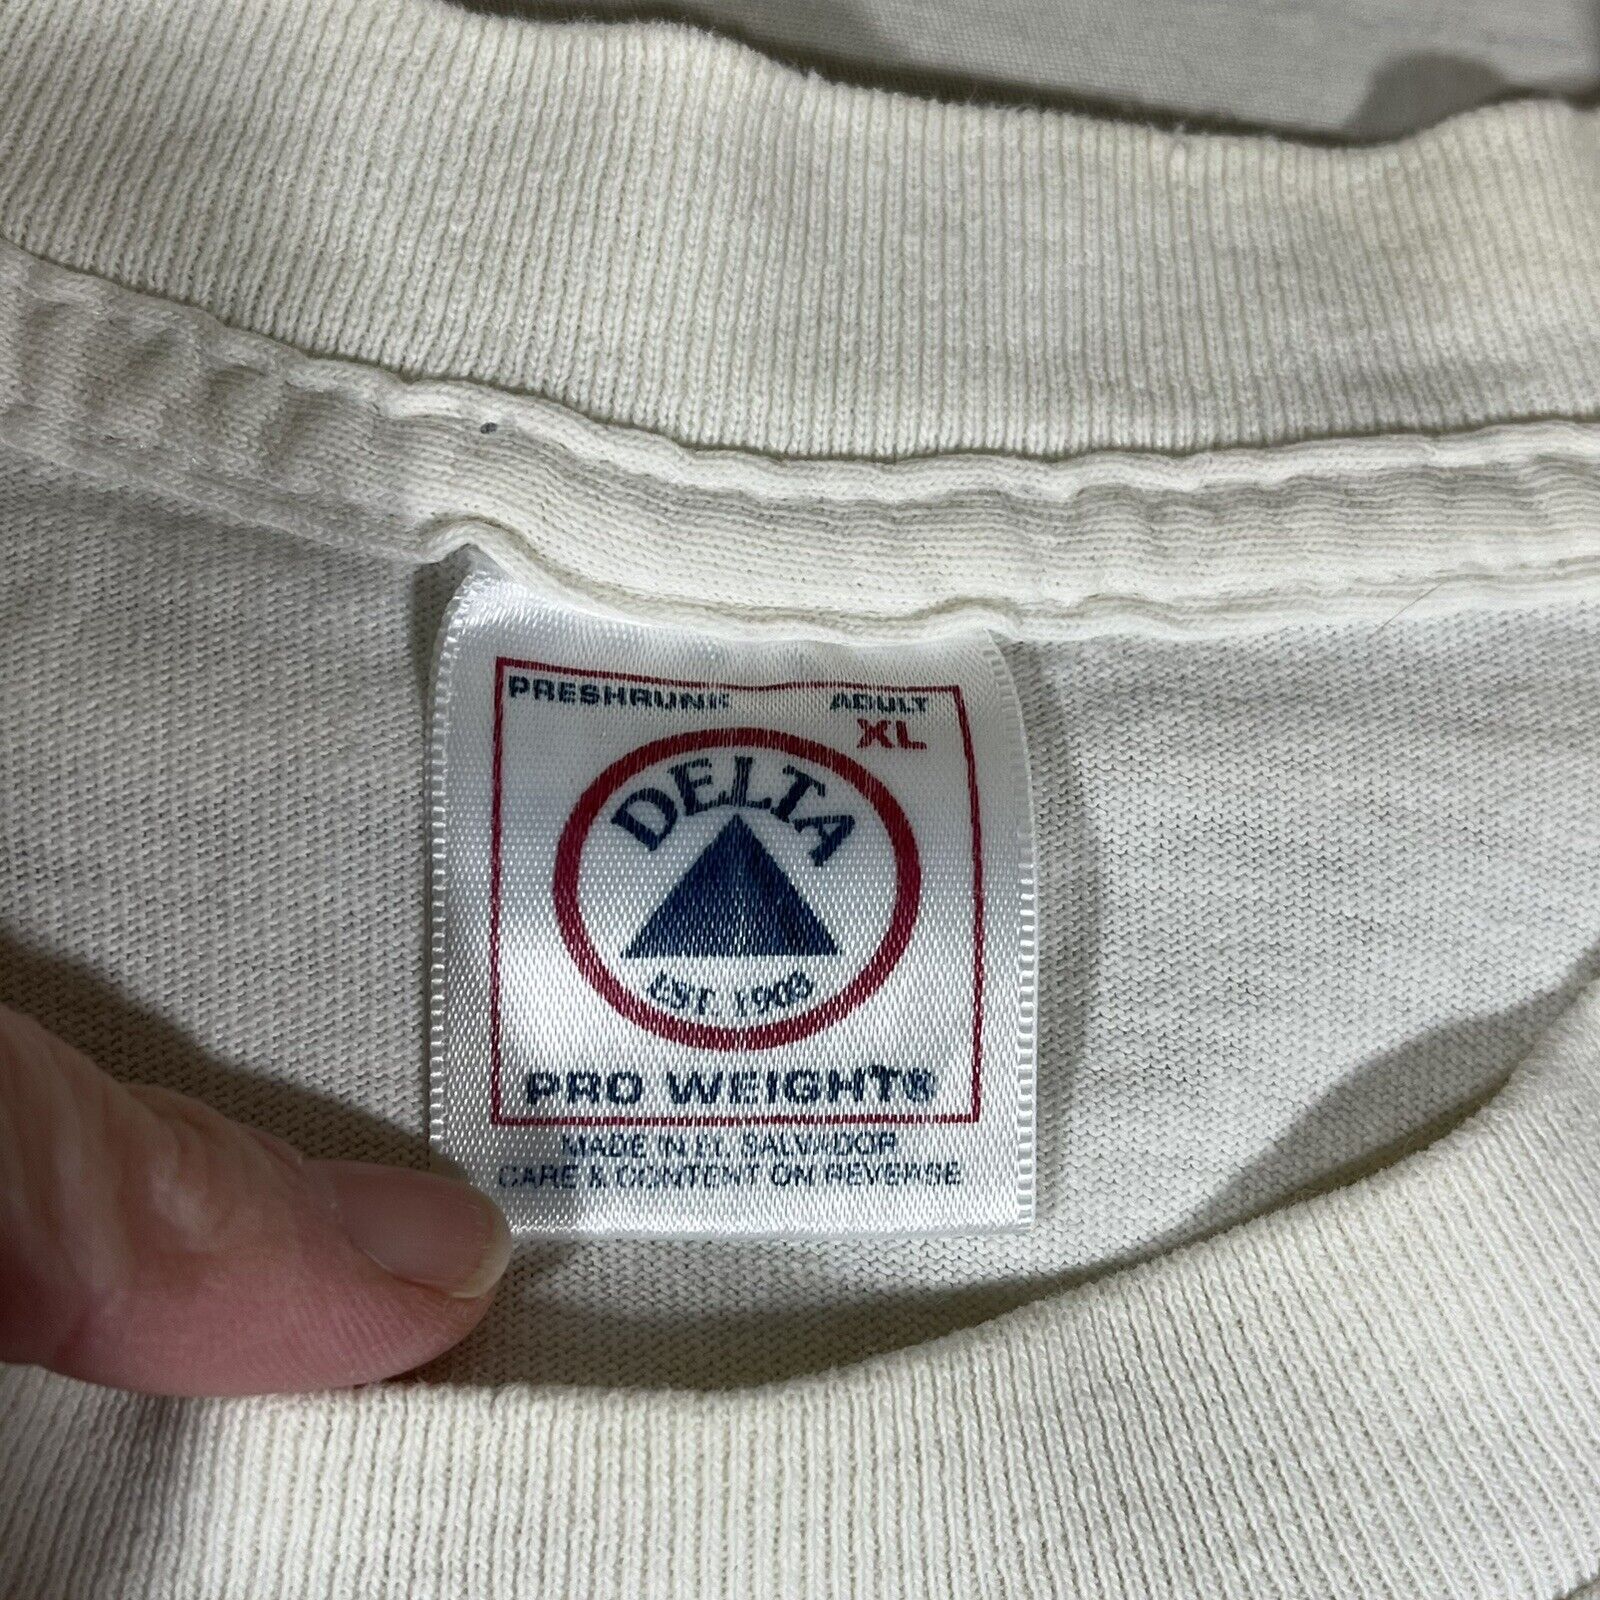 PRESHRUNK ADULT
XL
DELTA
EST. 1903
PRO WEIGHT®
MADE IN EL SALVADOR
CARE & CONTENT ON REVERSE